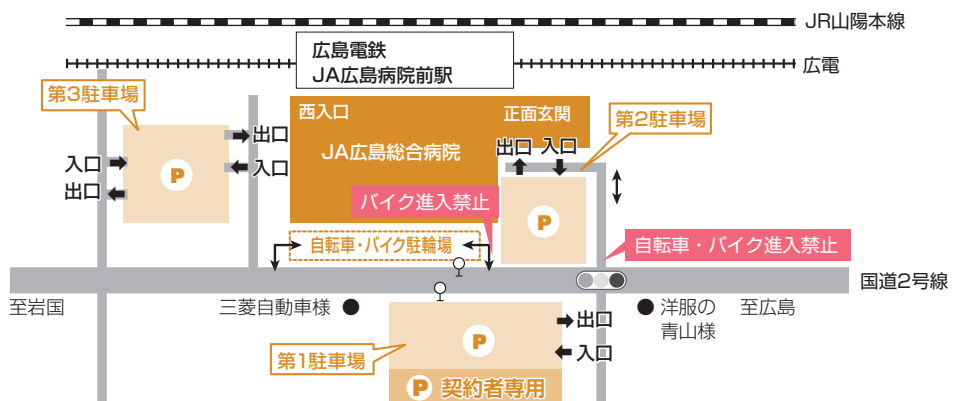 JR山陽本線
広島電鉄
JA広島病院前駅
広電
第3駐車場
西入口
正面玄関
第2駐車場
出口
入口
JA広島総合病院
出口
入口
入口
出口
P
バイク進入禁止
P
自転車・バイク駐輪場
自転車・バイク進入禁止
国道2号線
至岩国
三菱自動車様
洋服の
青山様
至広島
P
出口
入口
第1駐車場
P 契約者専用